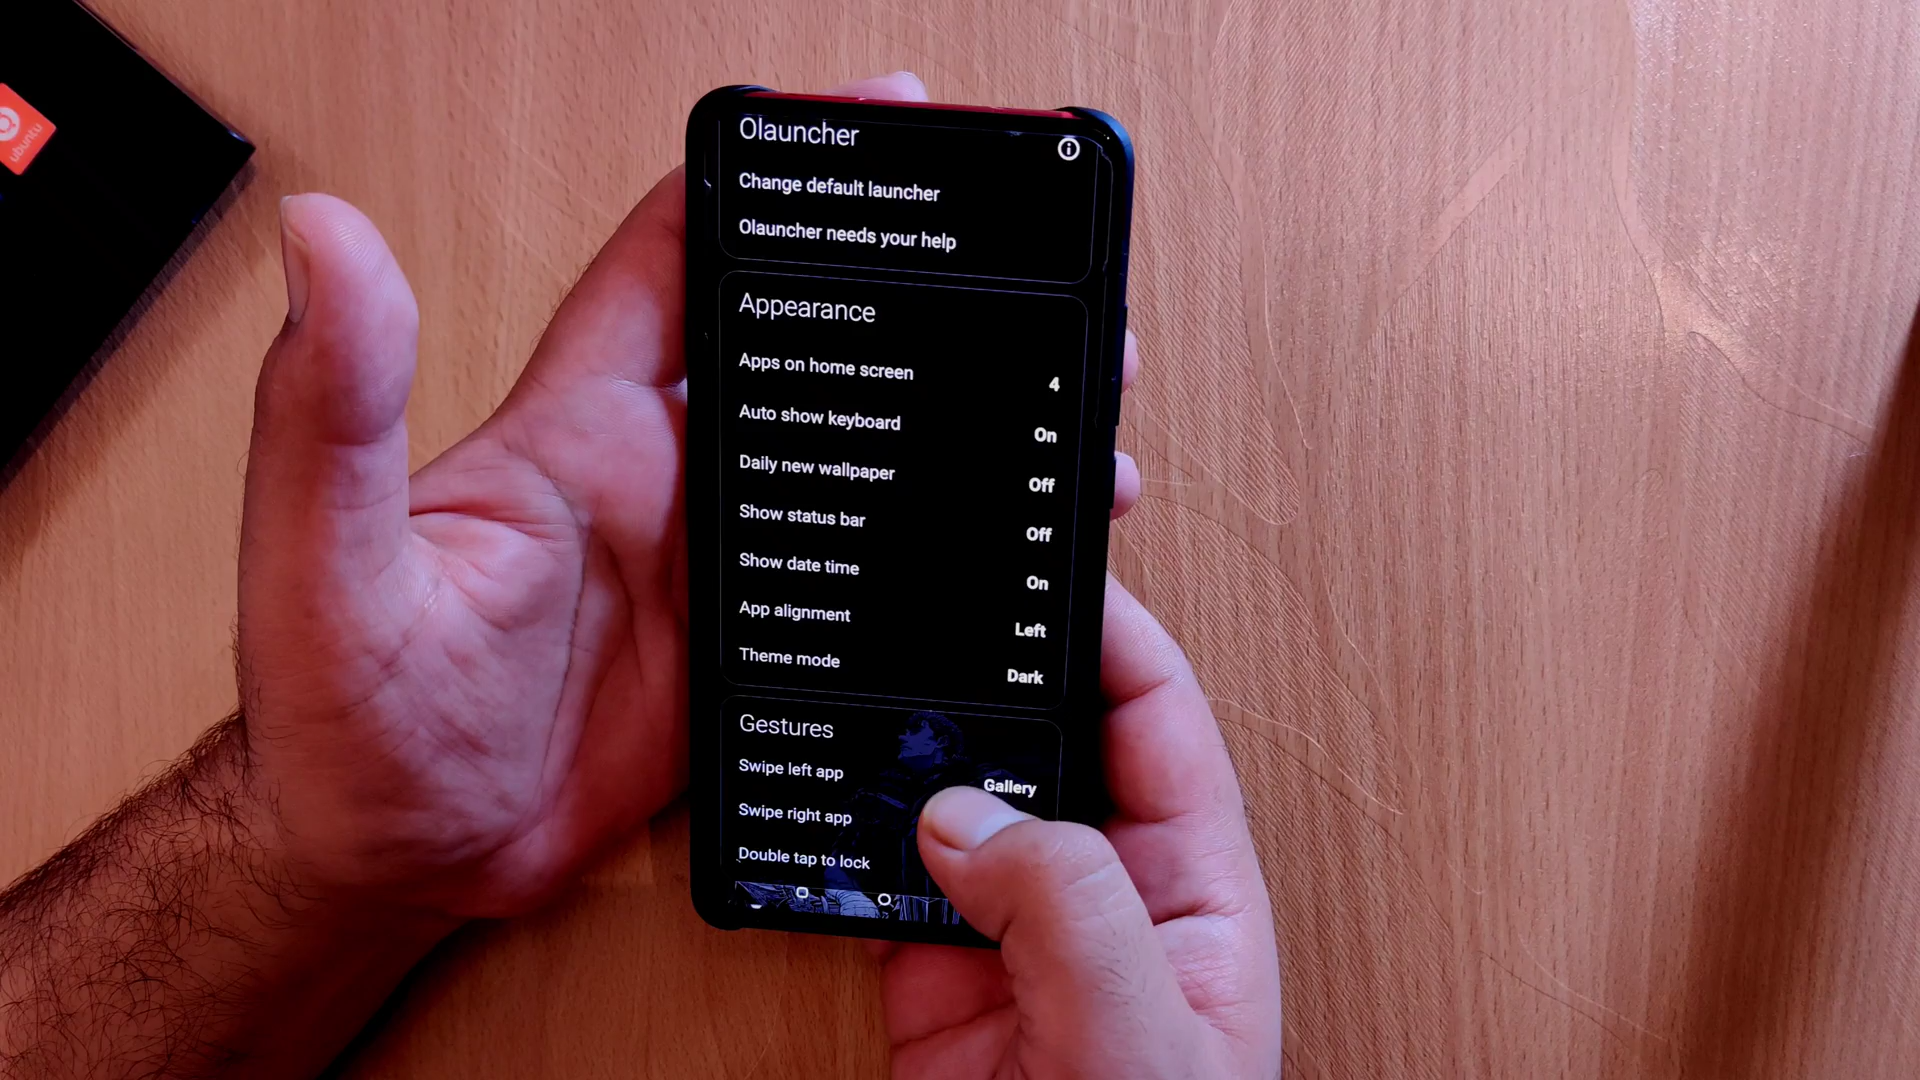 ubuntu
Olauncher
Change default launcher
Olauncher needs your help
Appearance
Apps on home screen 4
Auto show keyboard On
Daily new wallpaper Off
Show status bar Off
Show date time On
App alignment Left
Theme mode Dark
Gestures
Swipe left app Gallery
Swipe right app
Double tap to lock